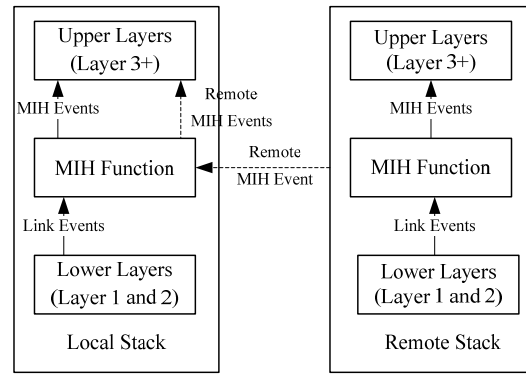 Upper Layers
(Layer 3+)
MIH Events
Remote
MIH Events
MIH Function
Link Events
Lower Layers
(Layer 1 and 2)
Local Stack
Remote
MIH Event
Upper Layers
(Layer 3+)
MIH Events
MIH Function
Link Events
Lower Layers
(Layer 1 and 2)
Remote Stack